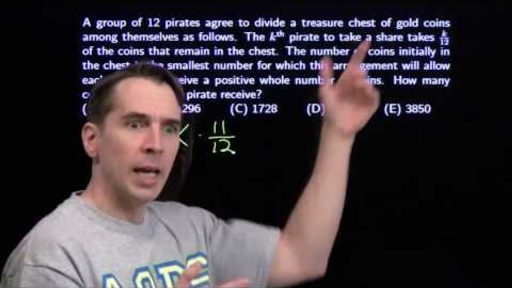 A group of 12 pirates agree to divide a treasure chest of gold coins
among themselves as follows. The kth pirate to take a share takes k/12
of the coins that remain in the chest. The number of coins initially in
the chest is the smallest number for which this arrangement will allow
each receive a positive whole number coins. How many
pirate receive?
( 296 (C) 1728 (D) (E) 3850
· 11/12